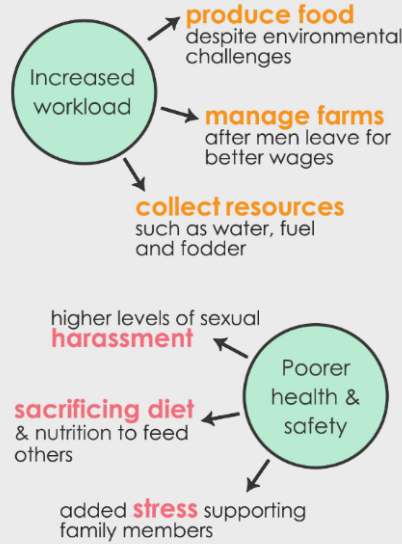 produce food
despite environmental
challenges
Increased
workload
manage farms
after men leave for
better wages
collect resources
such as water, fuel
and fodder
higher levels of sexual
harassment
Poorer
health &
safety
sacrificing diet
& nutrition to feed
others
added stress supporting
family members